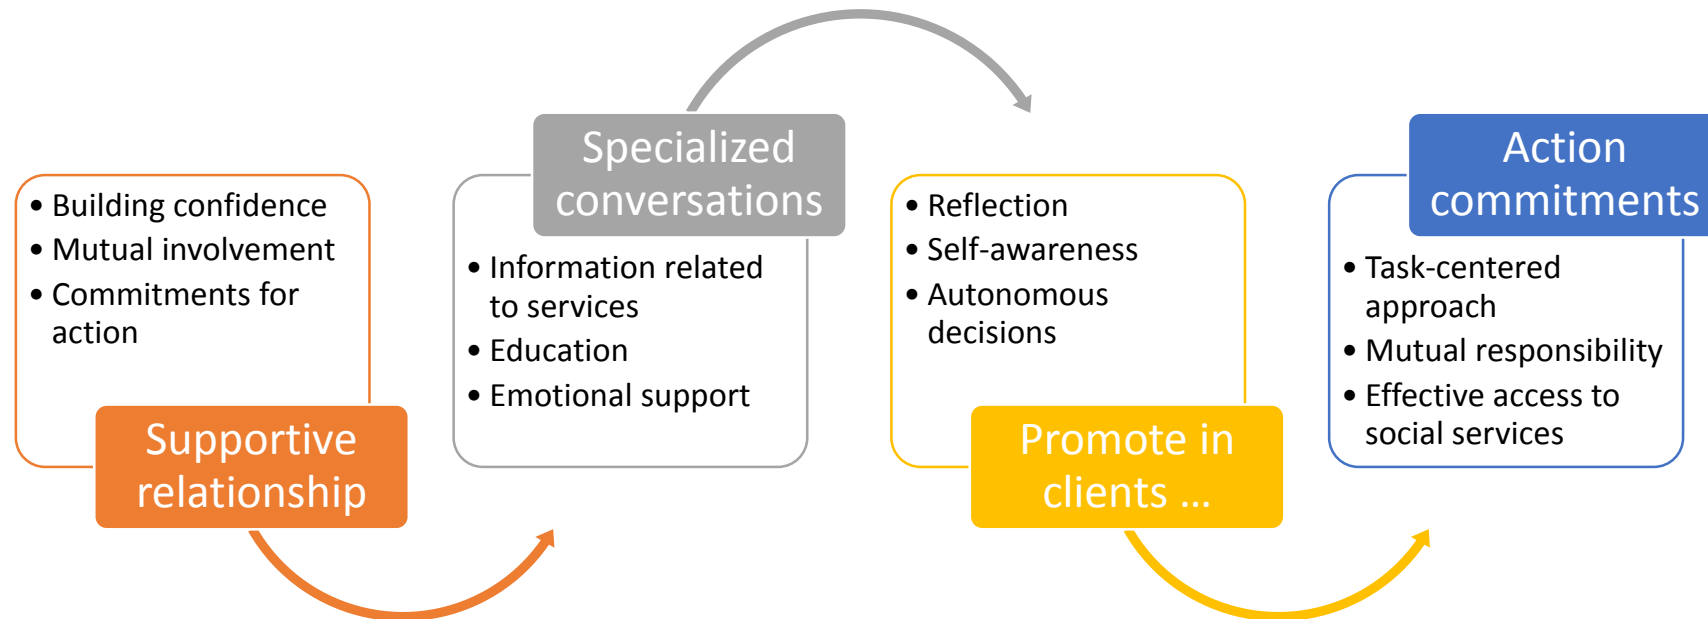 • Building confidence
• Mutual involvement
• Commitments for
action
Supportive
relationship
Specialized
conversations
• Information related
to services
• Education
• Emotional support
• Reflection
• Self-awareness
• Autonomous
decisions
Promote in
clients ...
Action
commitments
• Task-centered
approach
• Mutual responsibility
• Effective access to
social services